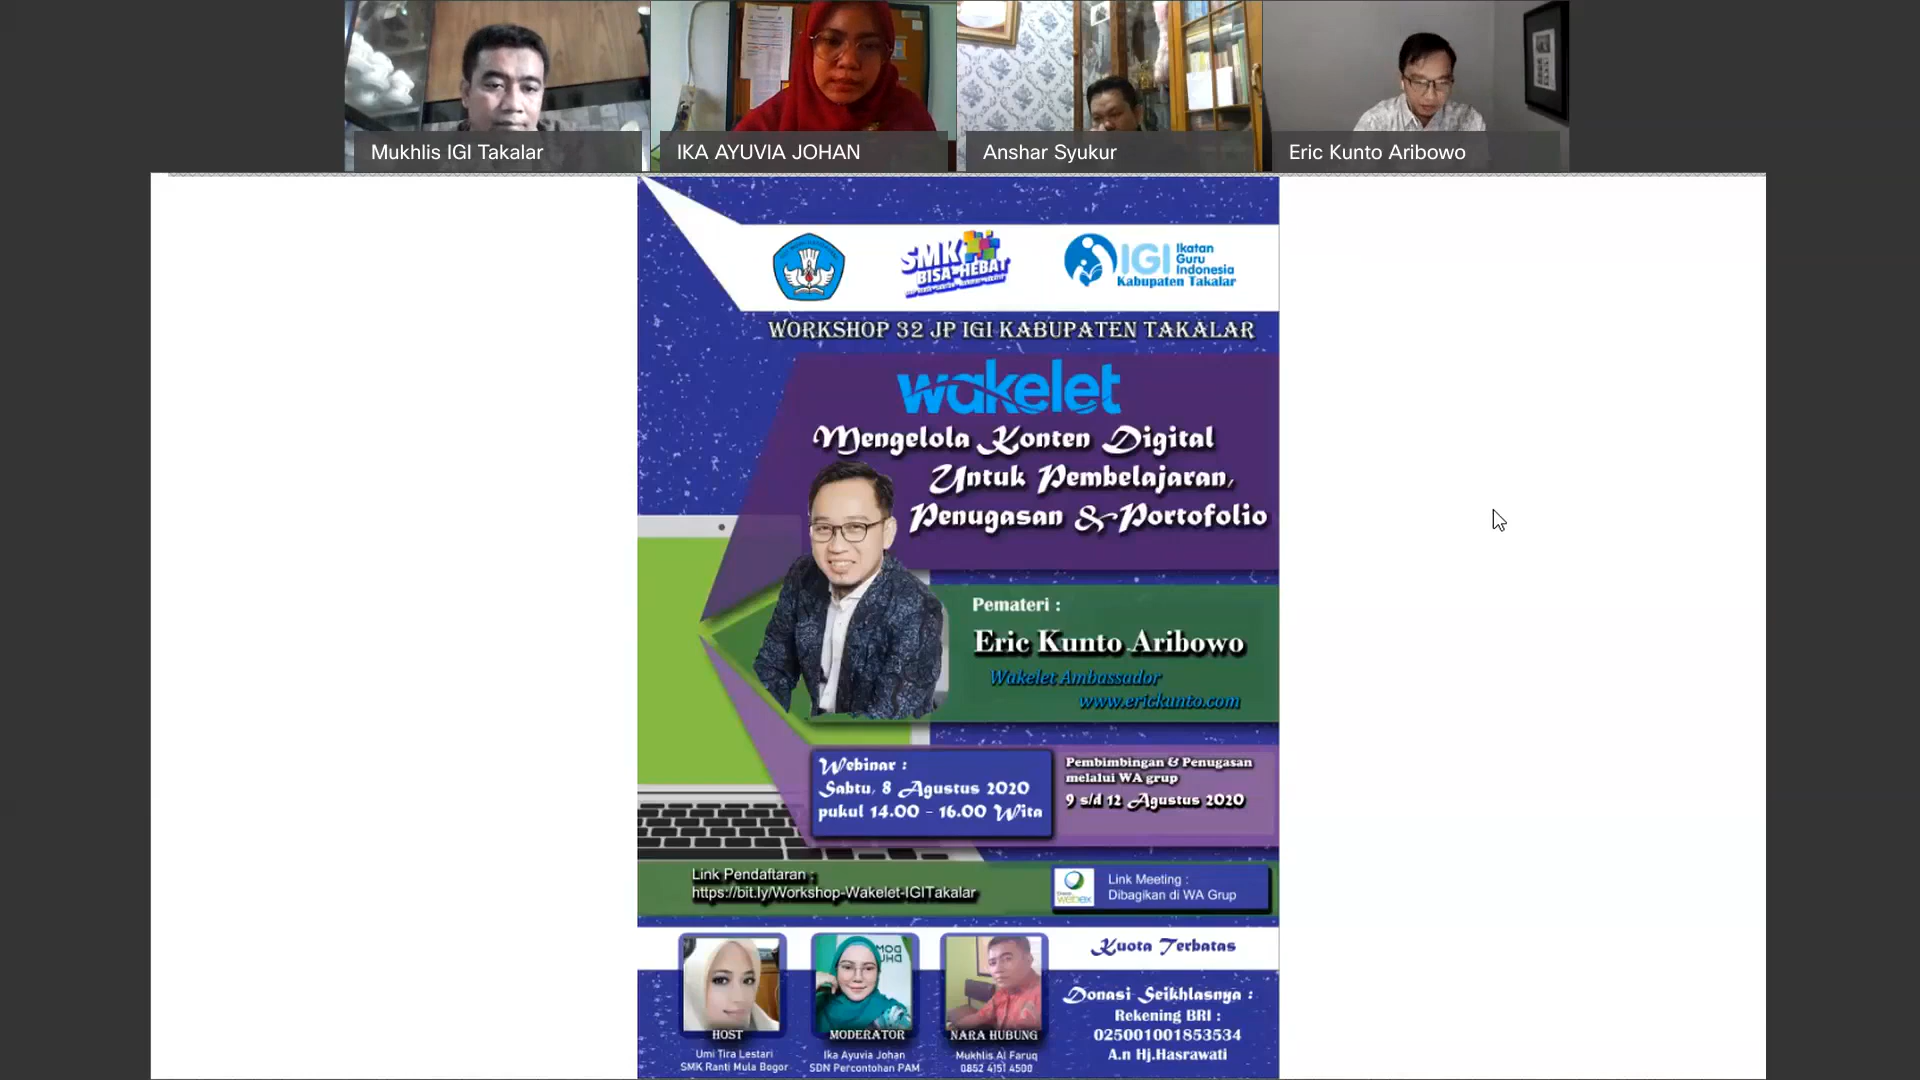 Mukhlis IGI Takalar
IKA AYUVIA JOHAN
Anshar Syukur
Eric Kunto Aribowo
SMK
BISA-HEBAT
IGI
Ikatan
Guru
Indonesia
Kabupaten Takalar
WORKSHOP 32 JP IGI KABUPATEN TAKALAR
wakelet
Mengelola Konten Digital
Untuk Pembelajaran,
Penugasan & Portofolio
Pemateri :
Eric Kunto Aribowo
Wakelet Ambassador
www.erickunto.com
Webinar :
Sabtu, 8 Agustus 2020
pukul 14.00 - 16.00 Wita
Pembimbingan & Penugasan
melalui WA grup
9 s/d 12 Agustus 2020
Link Pendaftaran :
https://bit.ly/Workshop-Wakelet-IGITakalar
webex
Link Meeting :
Dibagikan di WA Grup
HOST
Umi Tira Lestari
SMK Ranti Mula Bogor
MODERATOR
Ika Ayuvia Johan
SDN Percontohan PAM
NARA HUBUNG
Mukhlis Al Faruq
0852 4151 4500
Kuota Terbatas
Donasi Seikhlasnya :
Rekening BRI :
025001001853534
A.n Hj.Hasrawati